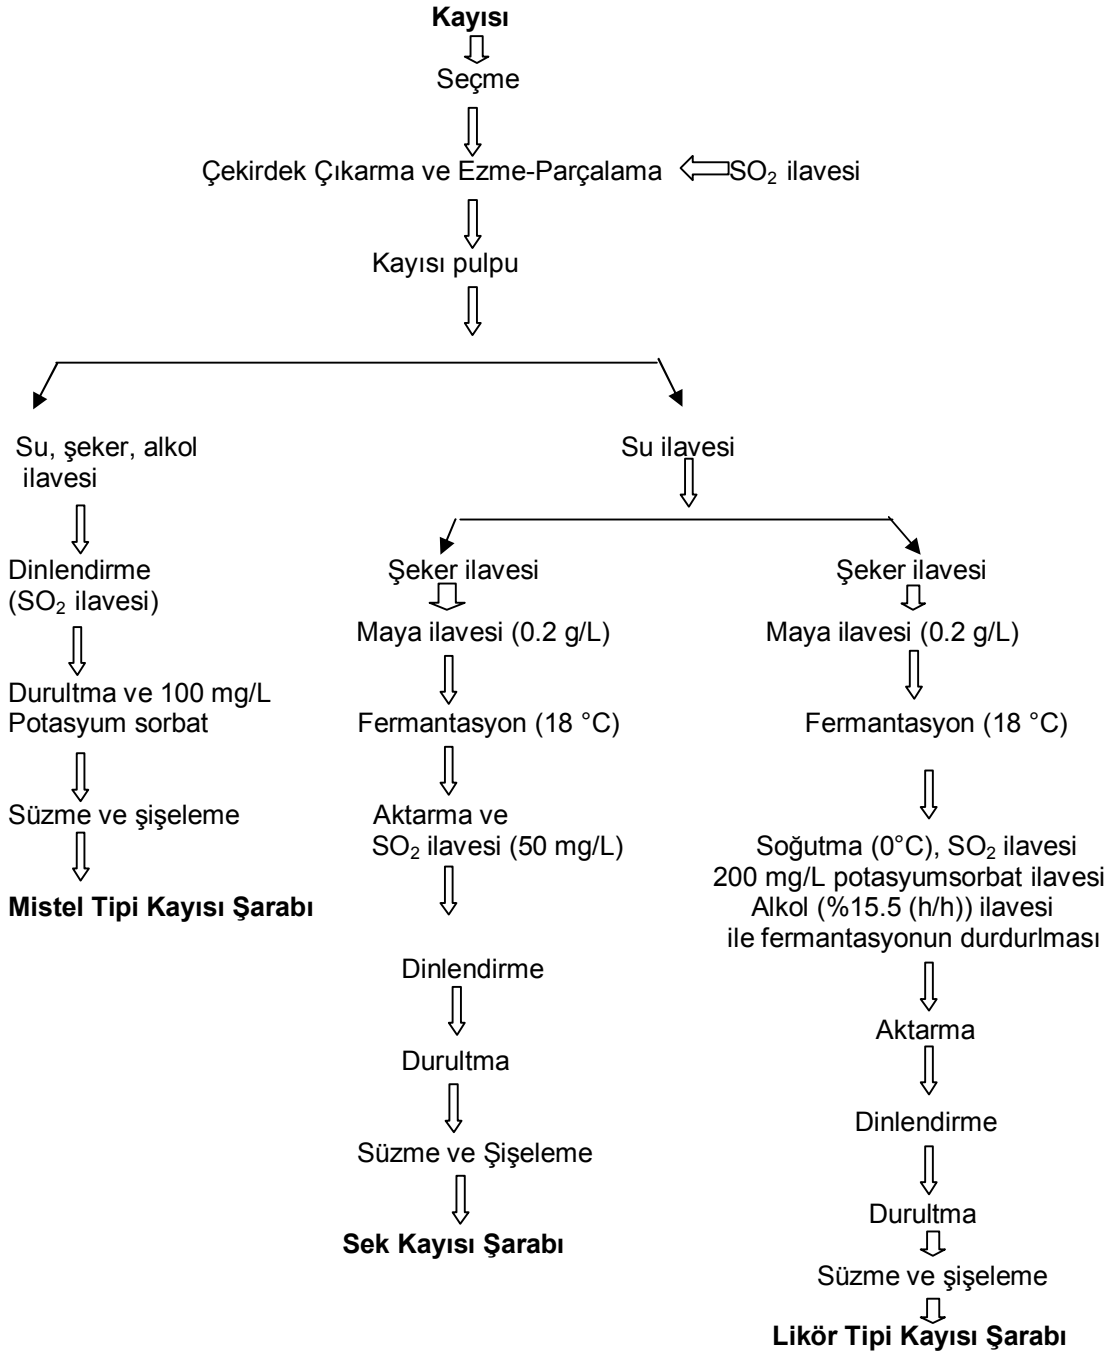 Kayısı
Seçme
Çekirdek Çıkarma ve Ezme-Parçalama SO₂ ilavesi
Kayısı pulpu
Su, şeker, alkol
ilavesi
Dinlendirme
(SO₂ ilavesi)
Durultma ve 100 mg/L
Potasyum sorbat
Süzme ve şişeleme
Mistel Tipi Kayısı Şarabı
Su ilavesi
Şeker ilavesi
Maya ilavesi (0.2 g/L)
Fermantasyon (18 °C)
Aktarma ve
SO₂ ilavesi (50 mg/L)
Dinlendirme
Durultma
Süzme ve Şişeleme
Sek Kayısı Şarabı
Şeker ilavesi
Maya ilavesi (0.2 g/L)
Fermantasyon (18 °C)
Soğutma (0°C), SO₂ ilavesi
200 mg/L potasyumsorbat ilavesi
Alkol (%15.5 (h/h)) ilavesi
ile fermantasyonun durdurlması
Aktarma
Dinlendirme
Durultma
Süzme ve şişeleme
Likör Tipi Kayısı Şarabı